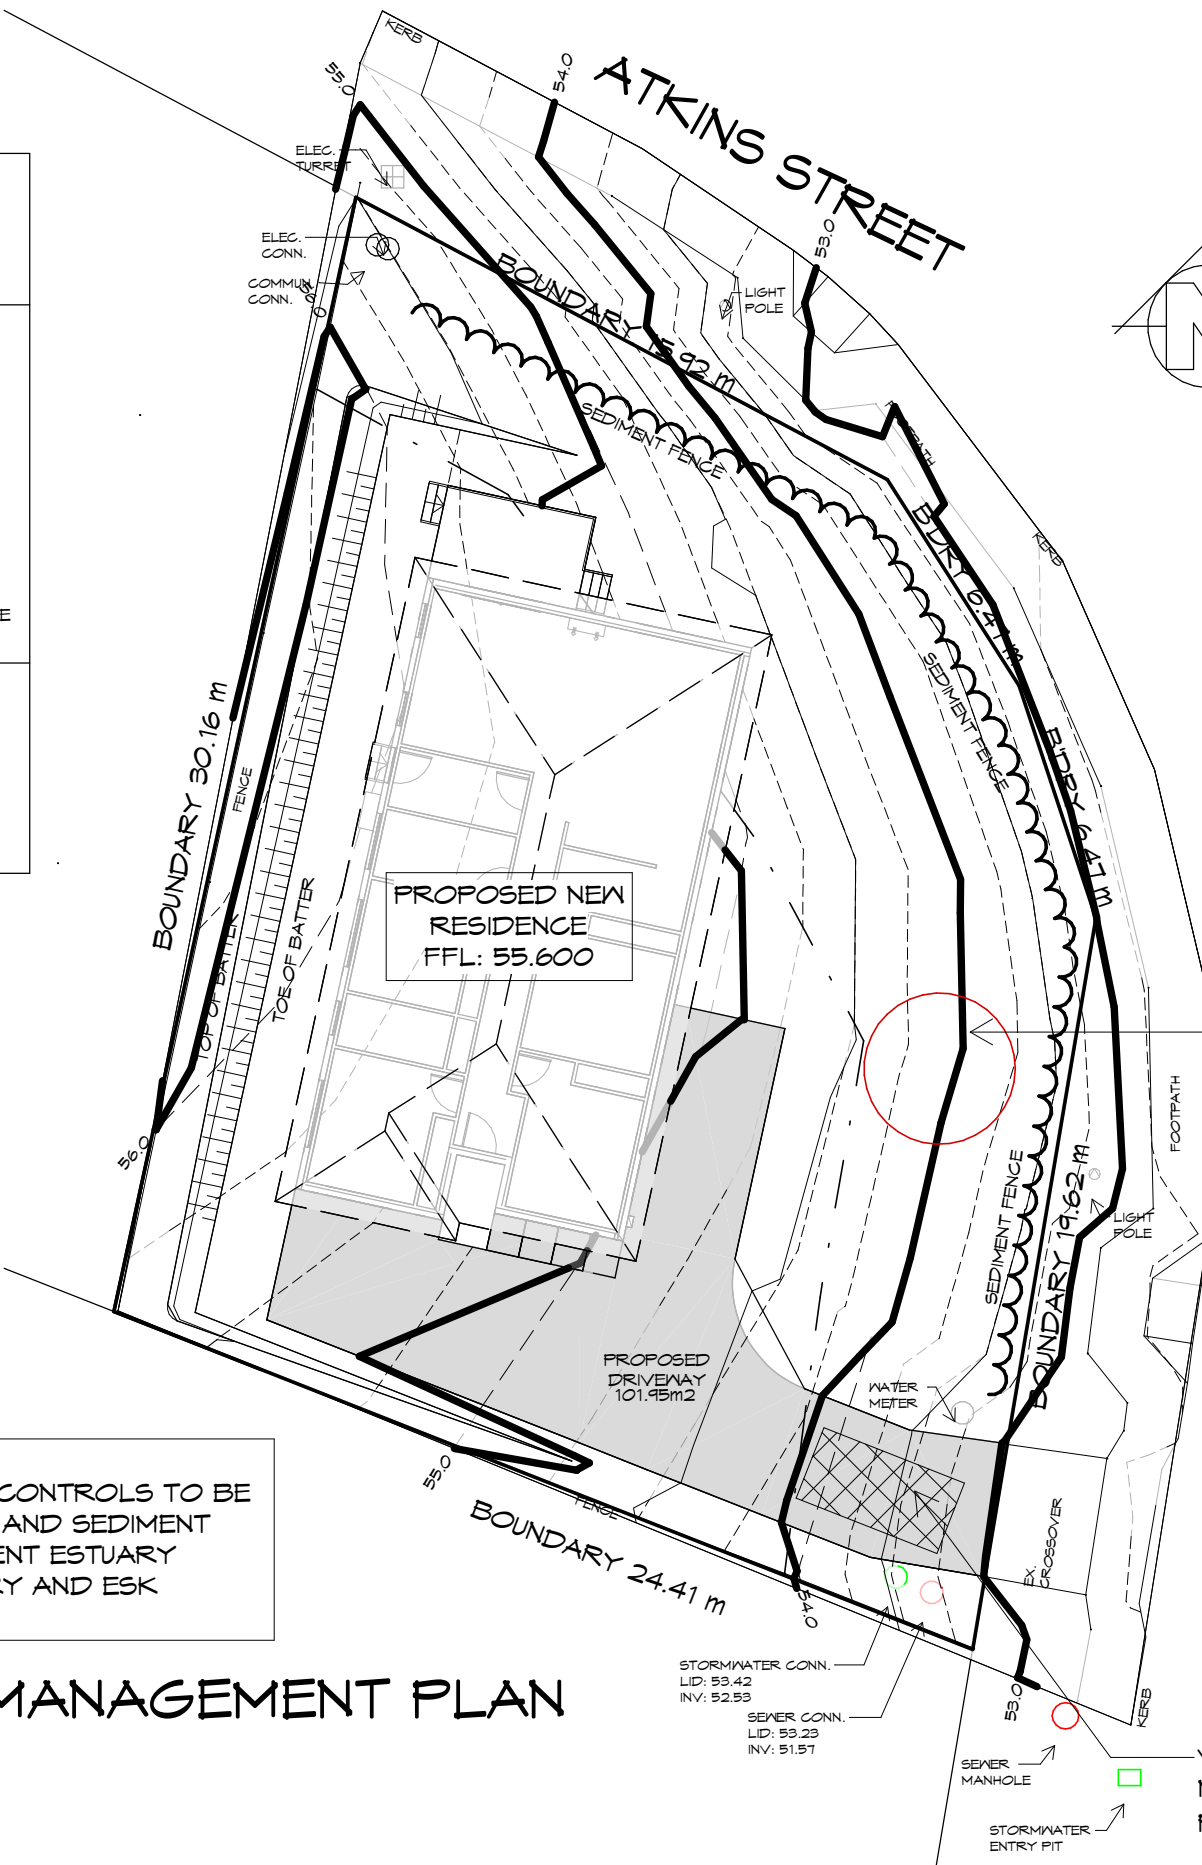 KERB
55.0
54.0
ATKINS STREET
ELEC.
TURRET
ELEC.
CONN.
COMMUN.
CONN.
53.0
LIGHT
POLE
BOUNDARY 15.92 m
SEDIMENT FENCE
FOOTPATH
BDRY 6.47 m
KERB
E
SEDIMENT FENCE
BDRY 6.47 m
BOUNDARY 30.16 m
FENCE
TOP OF BATTER
TOE OF BATTER
PROPOSED NEW
RESIDENCE
FFL: 55.600
56.0
FOOTPATH
SEDIMENT FENCE
BOUNDARY 19.62 m
LIGHT
POLE
PROPOSED
DRIVEWAY
101.95m2
WATER
METER
55.0
FENCE
BOUNDARY 24.41 m
EX.
CROSSOVER
54.0
CONTROLS TO BE
AND SEDIMENT
ENT ESTUARY
RY AND ESK
MANAGEMENT PLAN
STORMWATER CONN.
LID: 53.42
INV: 52.53
SEWER CONN.
LID: 53.23
INV: 51.57
53.0
KERB
SEWER
MANHOLE
STORMWATER
ENTRY PIT